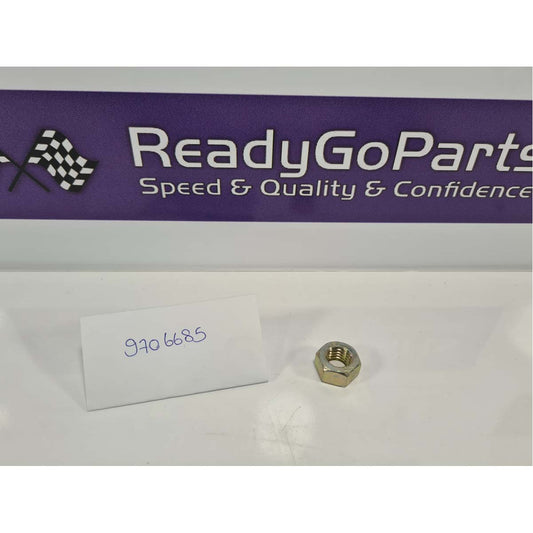 ReadyGoParts
Speed & Quality & Confidence
9706685